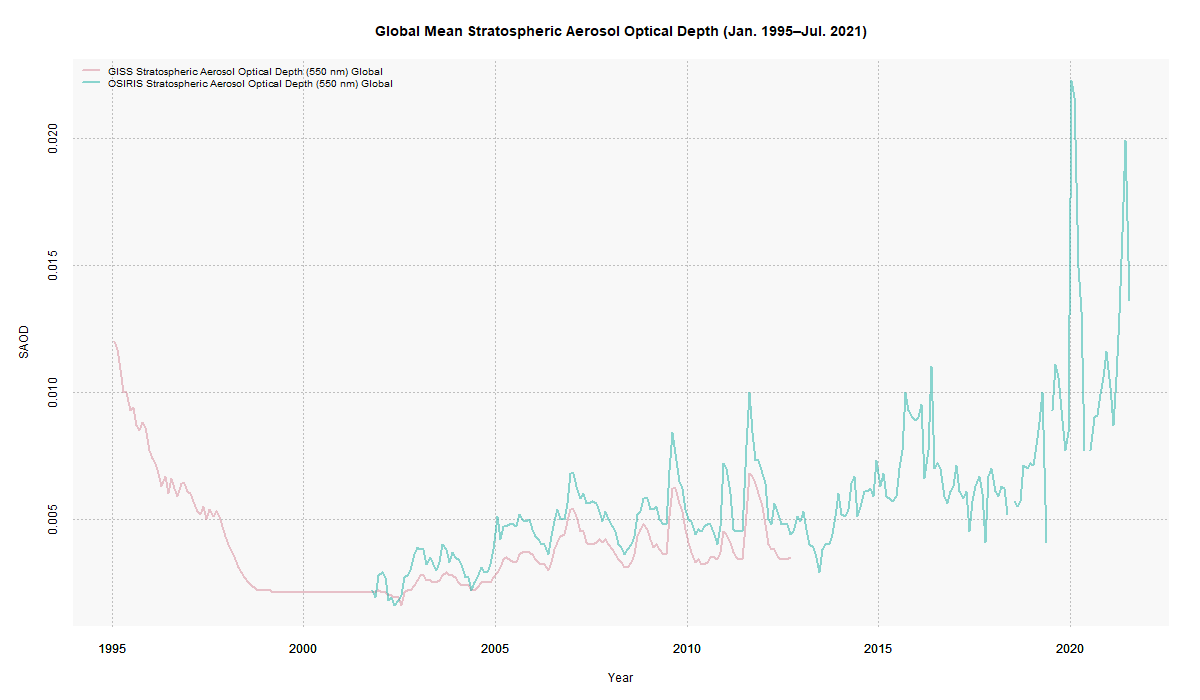 Global Mean Stratospheric Aerosol Optical Depth (Jan. 1995–Jul. 2021)
GISS Stratospheric Aerosol Optical Depth (550 nm) Global
OSIRIS Stratospheric Aerosol Optical Depth (550 nm) Global
0.020
0.015
0.010
0.005
SAOD
1995 2000 2005 2010 2015 2020
Year